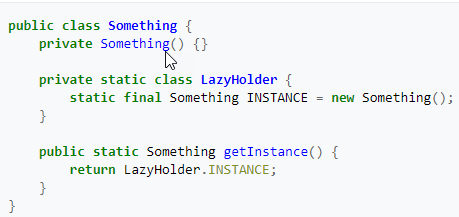 public class Something {
    private Something() {}
    private static class LazyHolder {
        static final Something INSTANCE = new Something();
    }
    public static Something getInstance() {
        return LazyHolder.INSTANCE;
    }
}